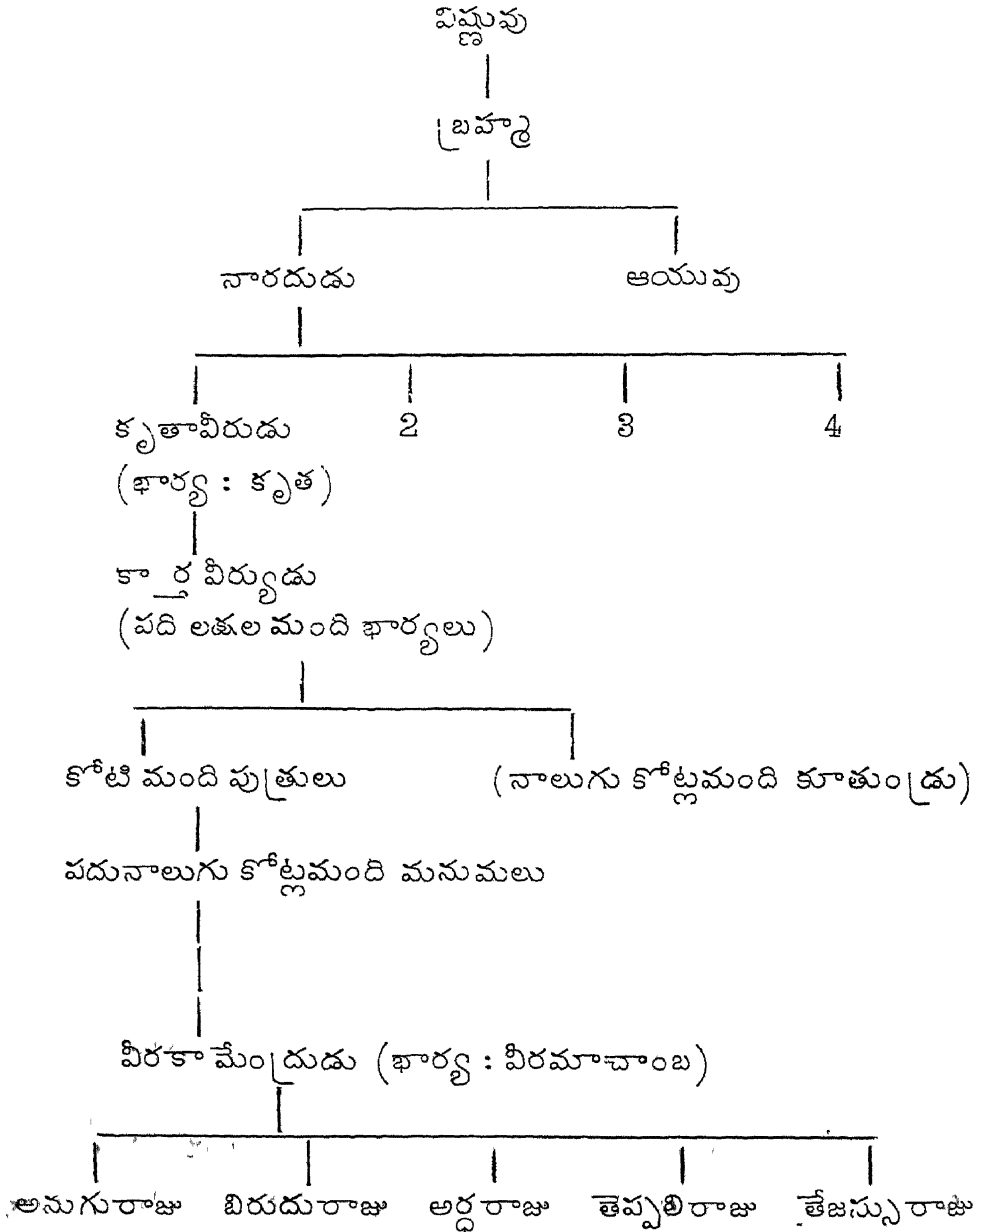 విష్ణువు
బ్రహ్మ
నారదుడు ఆయువు
కృతావీరుడు 2 3 4
(భార్య : కృత)
కార్తవీర్యుడు
(పది లక్షల మంది భార్యలు)
కోటి మంది పుత్రులు (నాలుగు కోట్లమంది కూతుండ్రు)
పదునాలుగు కోట్లమంది మనుమలు
వీరకామేంద్రుడు (భార్య : వీరమాచాంబ)
అనుగురాజు బిరుదురాజు అర్ధరాజు తెప్పలిరాజు తేజస్సురాజు